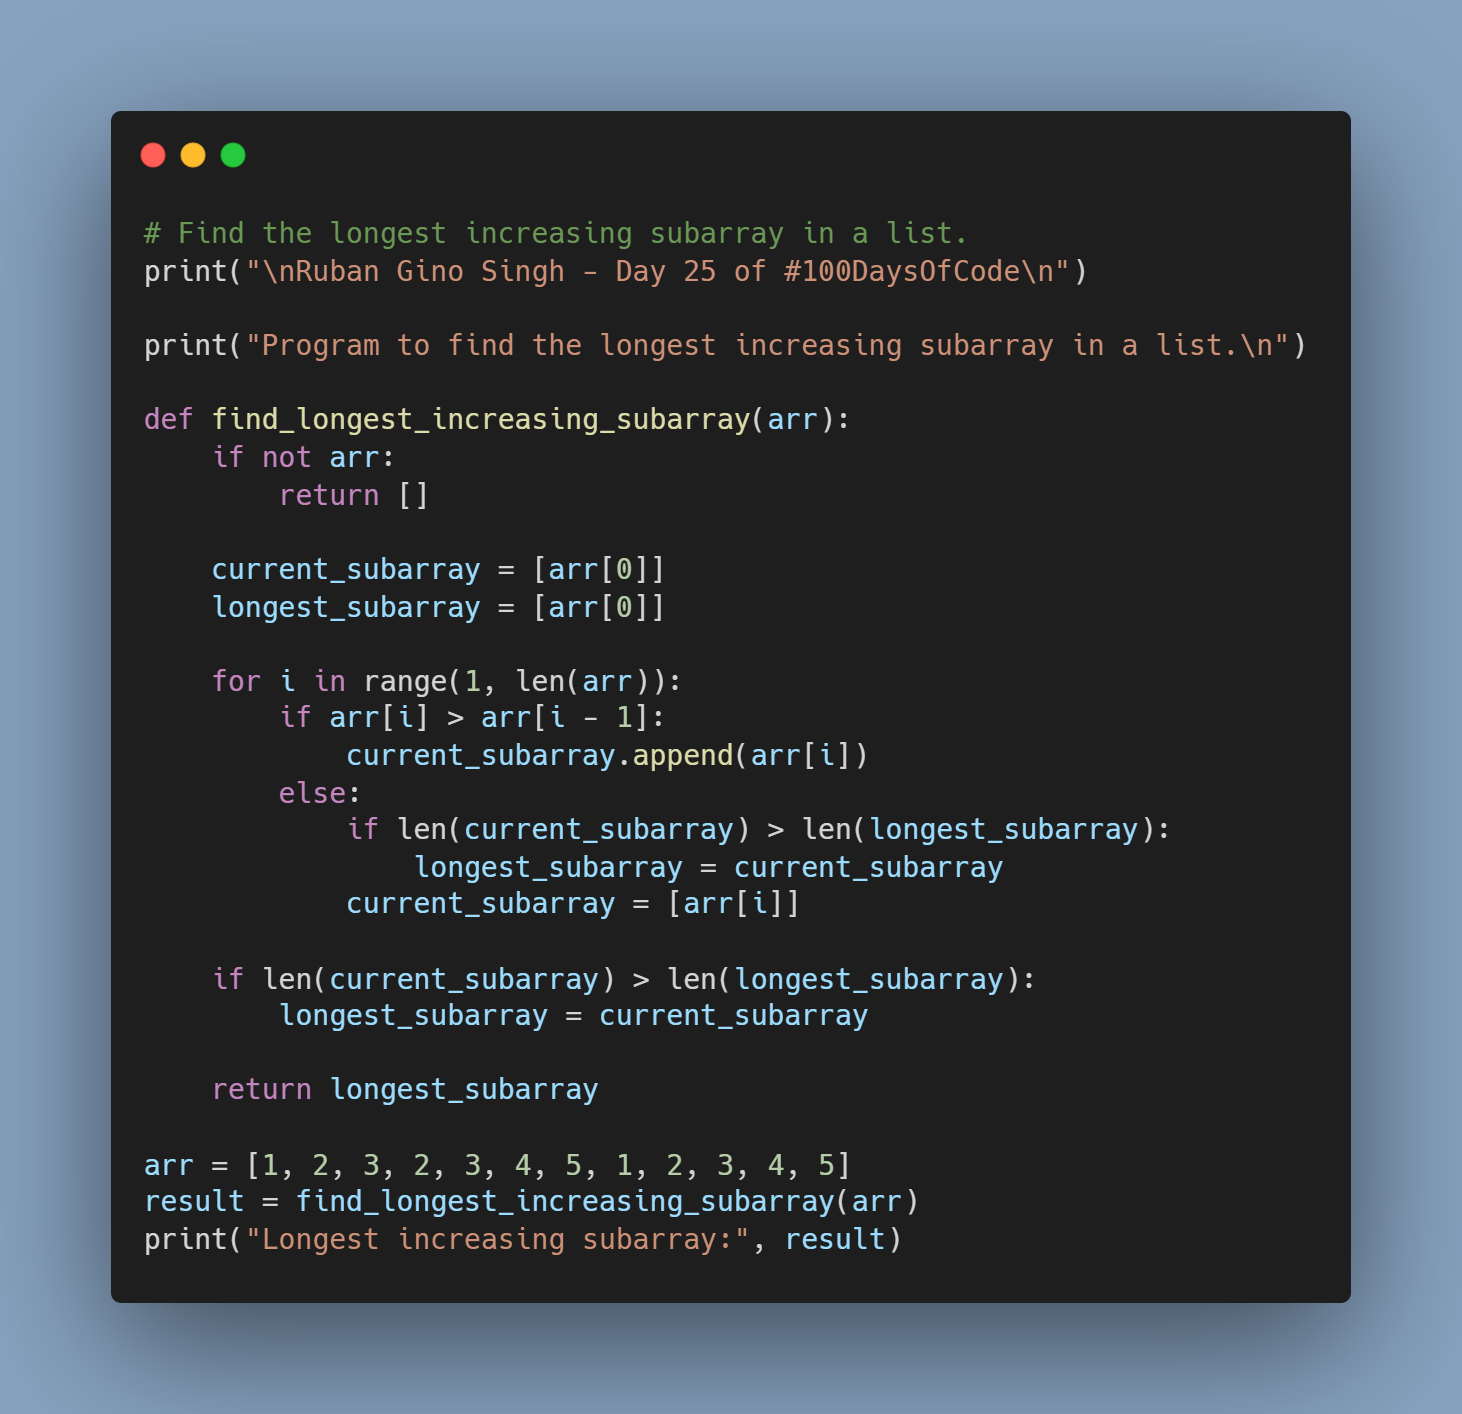 # Find the longest increasing subarray in a list.
print("\nRuban Gino Singh - Day 25 of #100DaysOfCode\n")

print("Program to find the longest increasing subarray in a list.\n")

def find_longest_increasing_subarray(arr):
    if not arr:
        return []

    current_subarray = [arr[0]]
    longest_subarray = [arr[0]]

    for i in range(1, len(arr)):
        if arr[i] > arr[i - 1]:
            current_subarray.append(arr[i])
        else:
            if len(current_subarray) > len(longest_subarray):
                longest_subarray = current_subarray
            current_subarray = [arr[i]]

    if len(current_subarray) > len(longest_subarray):
        longest_subarray = current_subarray

    return longest_subarray

arr = [1, 2, 3, 2, 3, 4, 5, 1, 2, 3, 4, 5]
result = find_longest_increasing_subarray(arr)
print("Longest increasing subarray:", result)